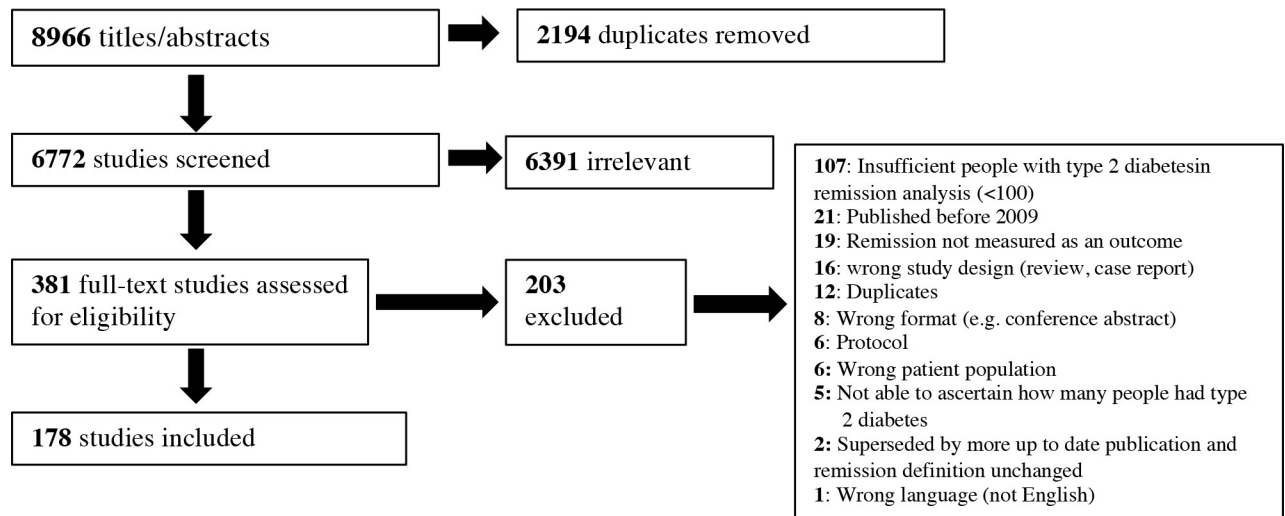 8966 titles/abstracts
2194 duplicates removed
6772 studies screened
6391 irrelevant
381 full-text studies assessed
for eligibility
203
excluded
107: Insufficient people with type 2 diabetesin
remission analysis (<100)
21: Published before 2009
19: Remission not measured as an outcome
16: wrong study design (review, case report)
12: Duplicates
8: Wrong format (e.g. conference abstract)
6: Protocol
6: Wrong patient population
5: Not able to ascertain how many people had type
2 diabetes
2: Superseded by more up to date publication and
remission definition unchanged
1: Wrong language (not English)
178 studies included